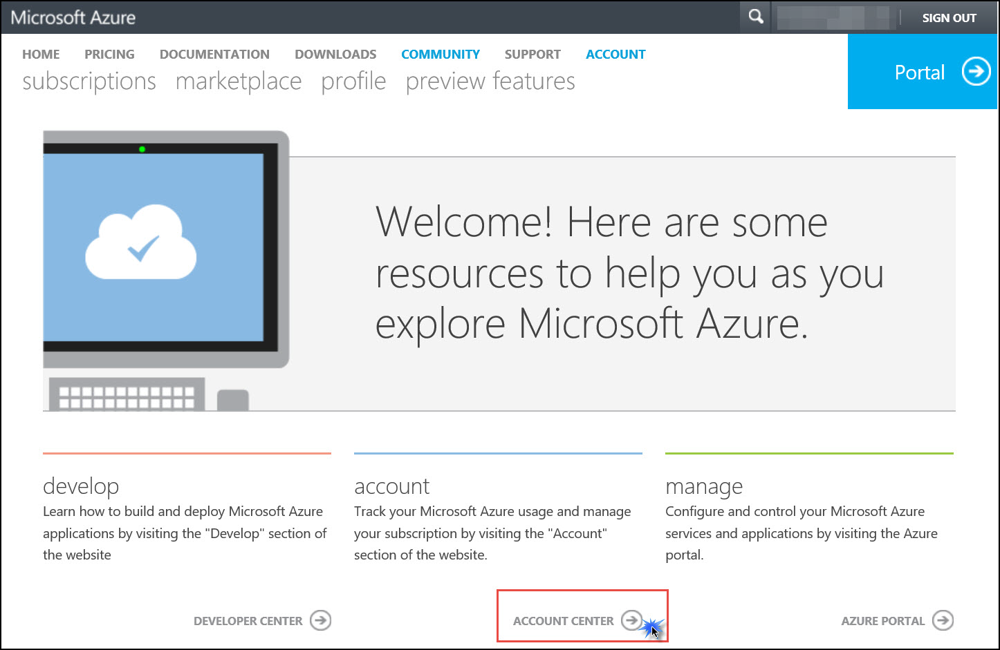 Microsoft Azure
SIGN OUT
HOME PRICING DOCUMENTATION DOWNLOADS COMMUNITY SUPPORT ACCOUNT
subscriptions marketplace profile preview features
Portal
Welcome! Here are some
resources to help you as you
explore Microsoft Azure.
develop
Learn how to build and deploy Microsoft Azure
applications by visiting the "Develop" section of
the website
DEVELOPER CENTER
account
Track your Microsoft Azure usage and manage
your subscription by visiting the "Account"
section of the website.
ACCOUNT CENTER
manage
Configure and control your Microsoft Azure
services and applications by visiting the Azure
portal.
AZURE PORTAL